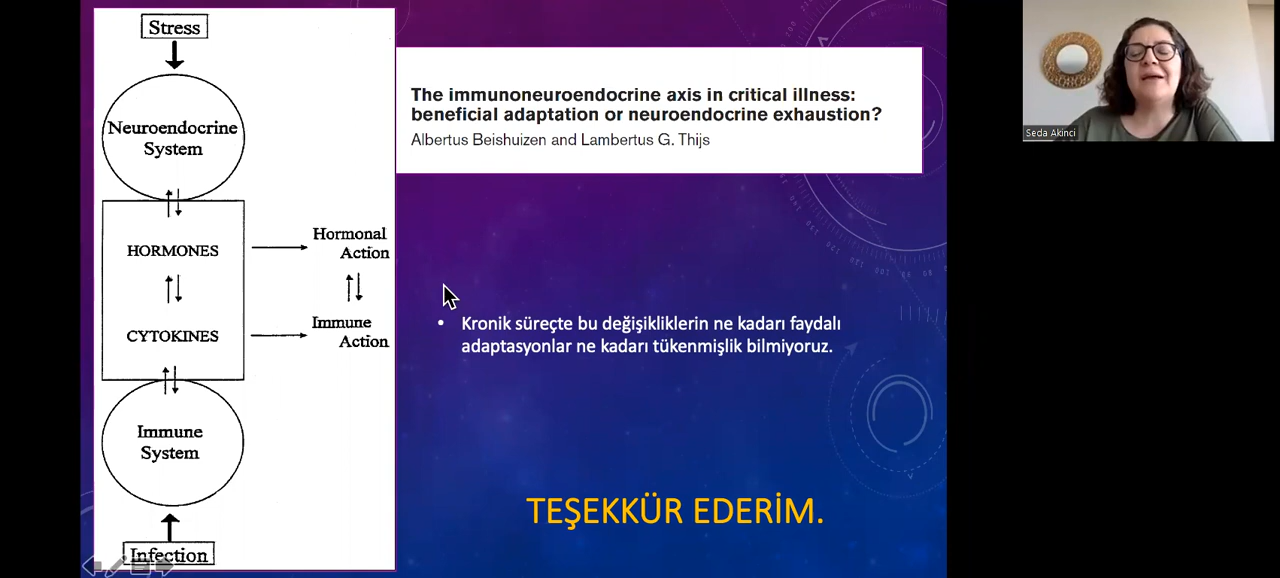 Stress
Neuroendocrine
System
HORMONES
Hormonal
Action
CYTOKINES
Immune
Action
Immune
System
Infection
The immunoneuroendocrine axis in critical illness:
beneficial adaptation or neuroendocrine exhaustion?
Albertus Beishuizen and Lambertus G. Thijs
• Kronik süreçte bu değişikliklerin ne kadarı faydalı
adaptasyonlar ne kadarı tükenmişlik bilmiyoruz.
TEŞEKKÜR EDERİM.
Seda Akinci